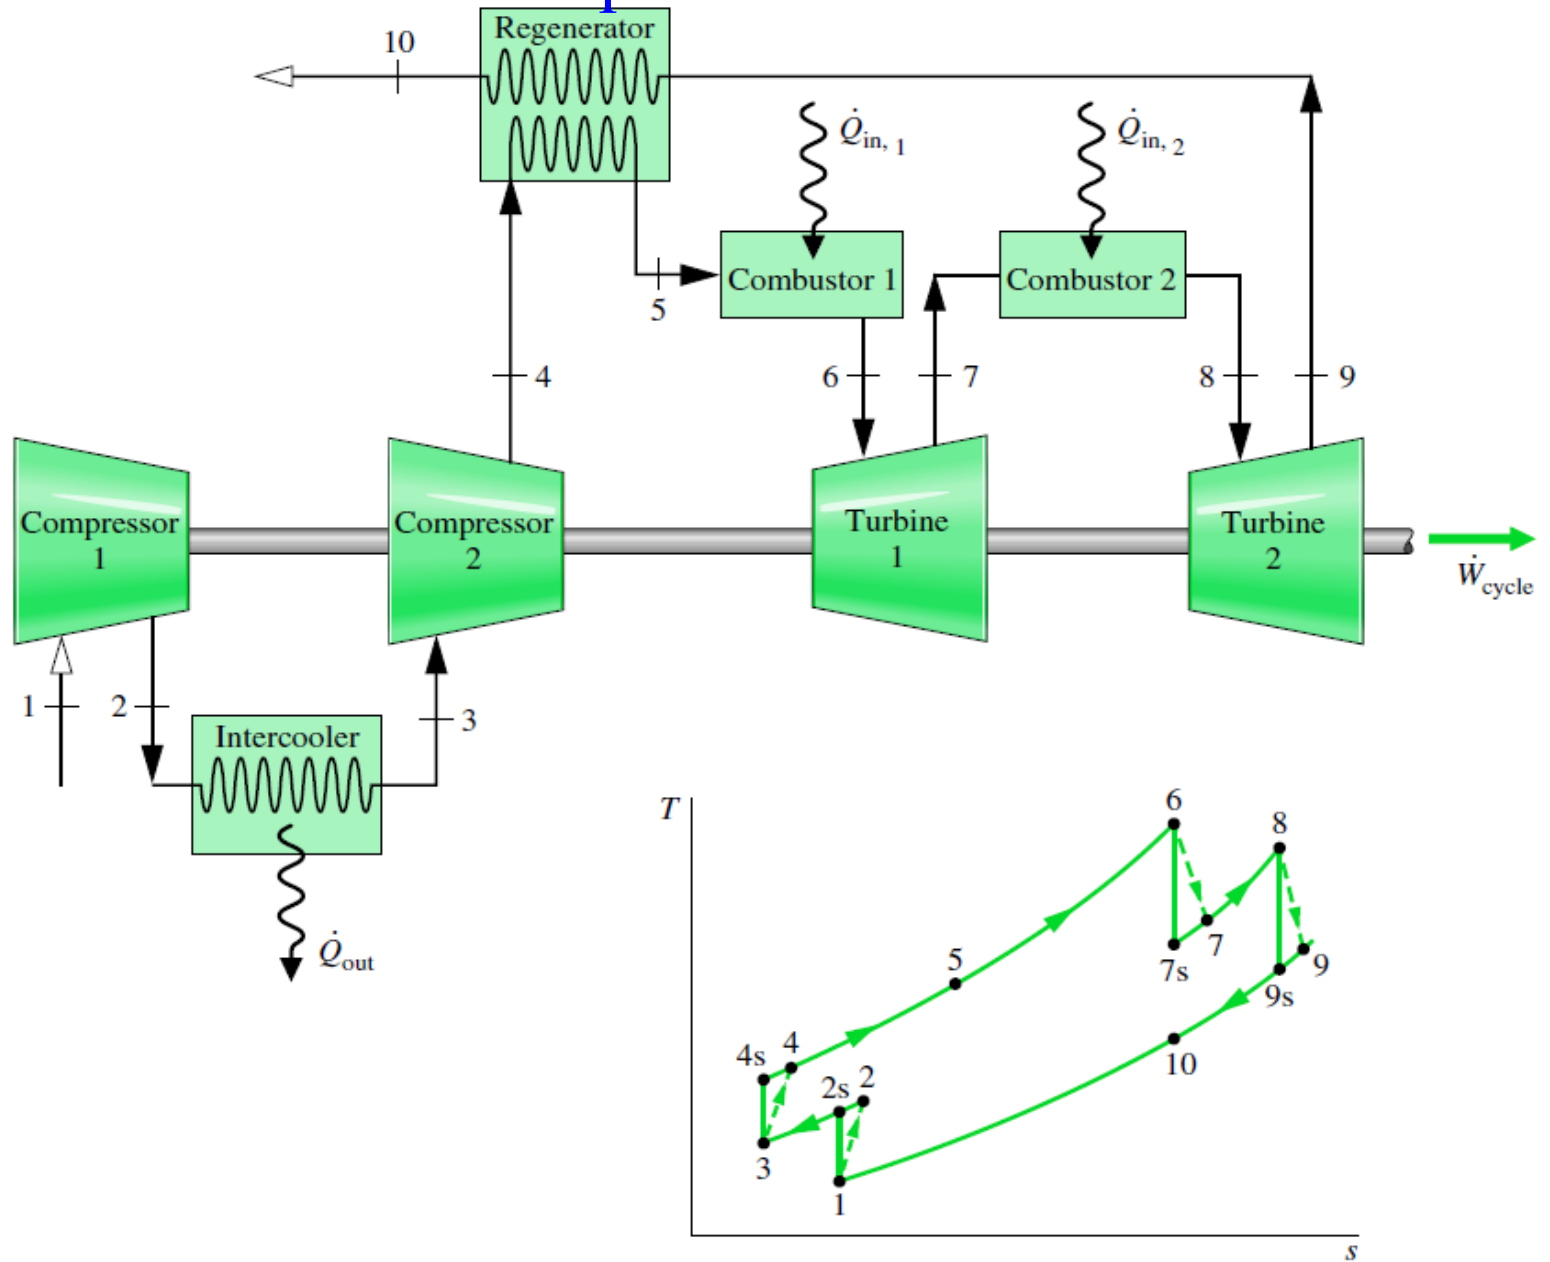 Regenerator
10
Q̇in, 1
Q̇in, 2
Combustor 1
Combustor 2
5
4
6
7
8
9
Compressor
1
Compressor
2
Turbine
1
Turbine
2
Ẇcycle
1
2
3
Intercooler
Q̇out
T
6
8
5
7
7s
9
9s
4s
4
2s
2
10
3
1
s